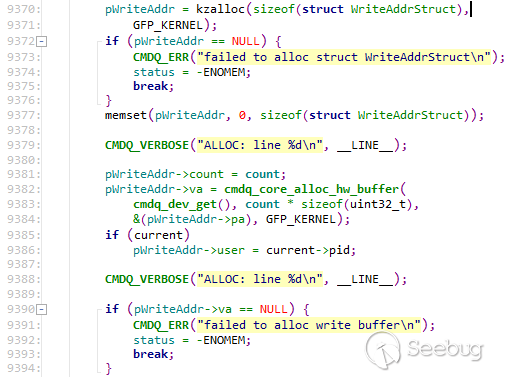 9370: pWriteAddr = kzalloc(sizeof(struct WriteAddrStruct),
9371: GFP_KERNEL);
9372: if (pWriteAddr == NULL) {
9373: CMDQ_ERR("failed to alloc struct WriteAddrStruct\n");
9374: status = -ENOMEM;
9375: break;
9376: }
9377: memset(pWriteAddr, 0, sizeof(struct WriteAddrStruct));
9378:
9379: CMDQ_VERBOSE("ALLOC: line %d\n", __LINE__);
9380:
9381: pWriteAddr->count = count;
9382: pWriteAddr->va = cmdq_core_alloc_hw_buffer(
9383: cmdq_dev_get(), count * sizeof(uint32_t),
9384: &(pWriteAddr->pa), GFP_KERNEL);
9385: if (current)
9386: pWriteAddr->user = current->pid;
9387:
9388: CMDQ_VERBOSE("ALLOC: line %d\n", __LINE__);
9389:
9390: if (pWriteAddr->va == NULL) {
9391: CMDQ_ERR("failed to alloc write buffer\n");
9392: status = -ENOMEM;
9393: break;
9394: }
Seebug